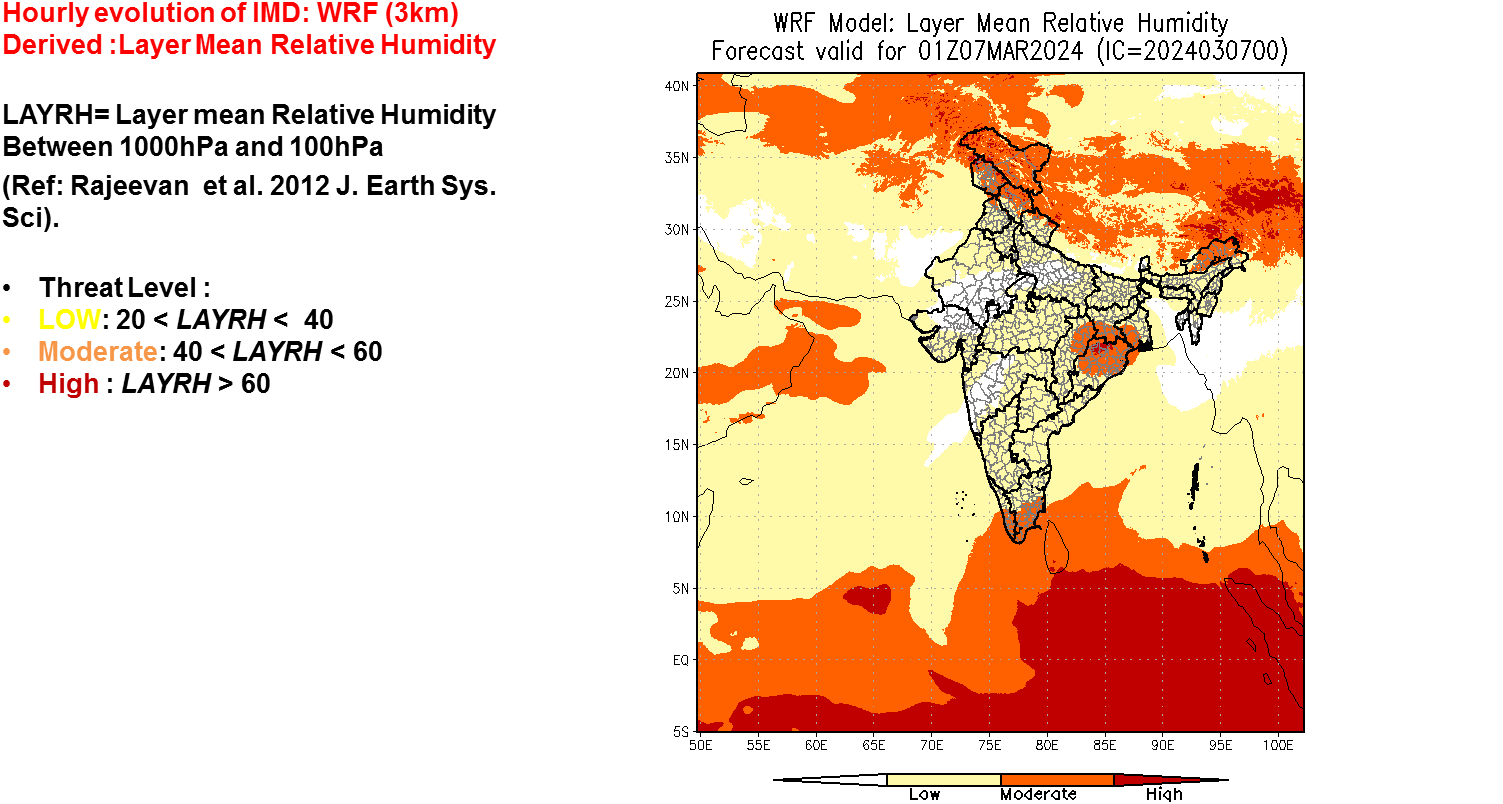 Hourly evolution of IMD: WRF (3km)
Derived :Layer Mean Relative Humidity
LAYRH= Layer mean Relative Humidity
Between 1000hPa and 100hPa
(Ref: Rajeevan et al. 2012 J. Earth Sys.
Sci).
• Threat Level :
• LOW: 20 < LAYRH < 40
• Moderate: 40 < LAYRH < 60
• High : LAYRH > 60
WRF Model: Layer Mean Relative Humidity
Forecast valid for 01Z07MAR2024 (IC=2024030700)
40N
35N
30N
25N
20N
15N
10N
5N
EQ
5S
50E 55E 60E 65E 70E 75E 80E 85E 90E 95E 100E
Low Moderate High